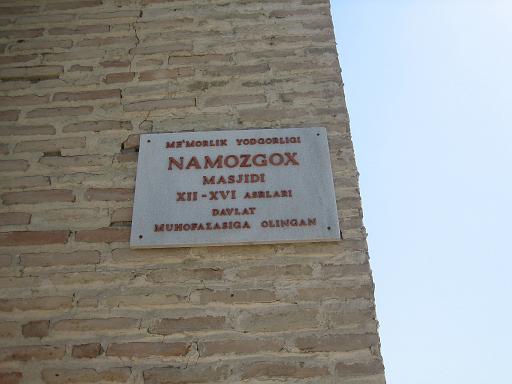 ME'MORLIK YODGORLIGI
NAMOZGOX
MASJIDI
XII-XVI ASRLARI
DAVLAT
MUHOFAZASIGA OLINGAN